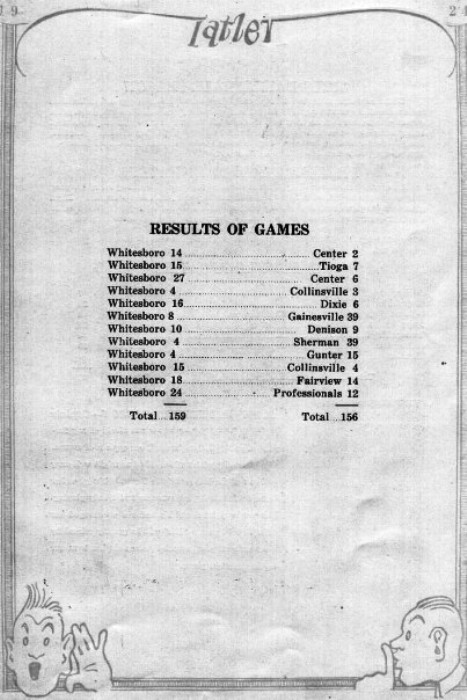 19
Tatler
2
RESULTS OF GAMES
Whitesboro 14 ... Center 2
Whitesboro 15 ... Tioga 7
Whitesboro 27 ... Center 6
Whitesboro 4 ... Collinsville 3
Whitesboro 16 ... Dixie 6
Whitesboro 8 ... Gainesville 39
Whitesboro 10 ... Denison 9
Whitesboro 4 ... Sherman 39
Whitesboro 4 ... Gunter 15
Whitesboro 15 ... Collinsville 4
Whitesboro 18 ... Fairview 14
Whitesboro 24 ... Professionals 12
Total ... 159 Total ... 156